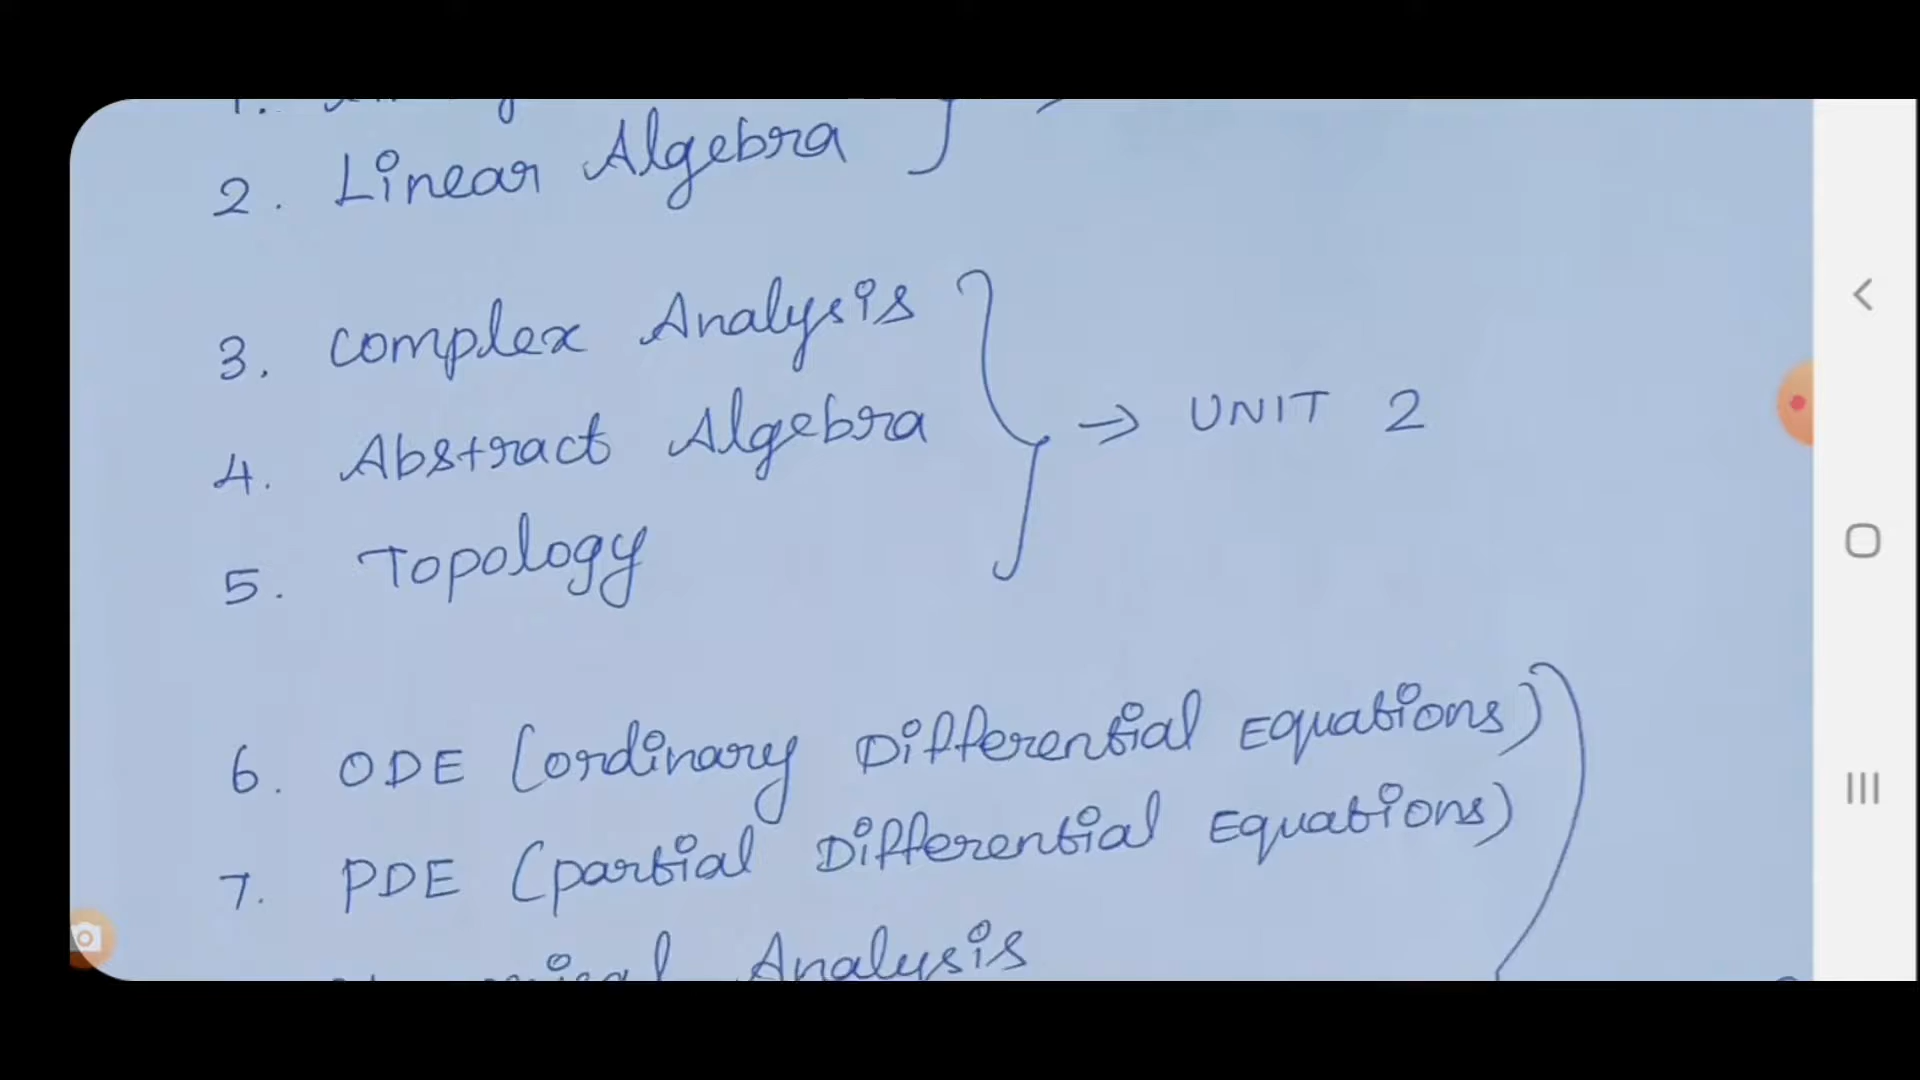 1.
2. Linear Algebra
3. Complex Analysis
4. Abstract Algebra → UNIT 2
5. Topology
6. ODE (ordinary Differential Equations)
7. PDE (partial Differential Equations)
Analysis